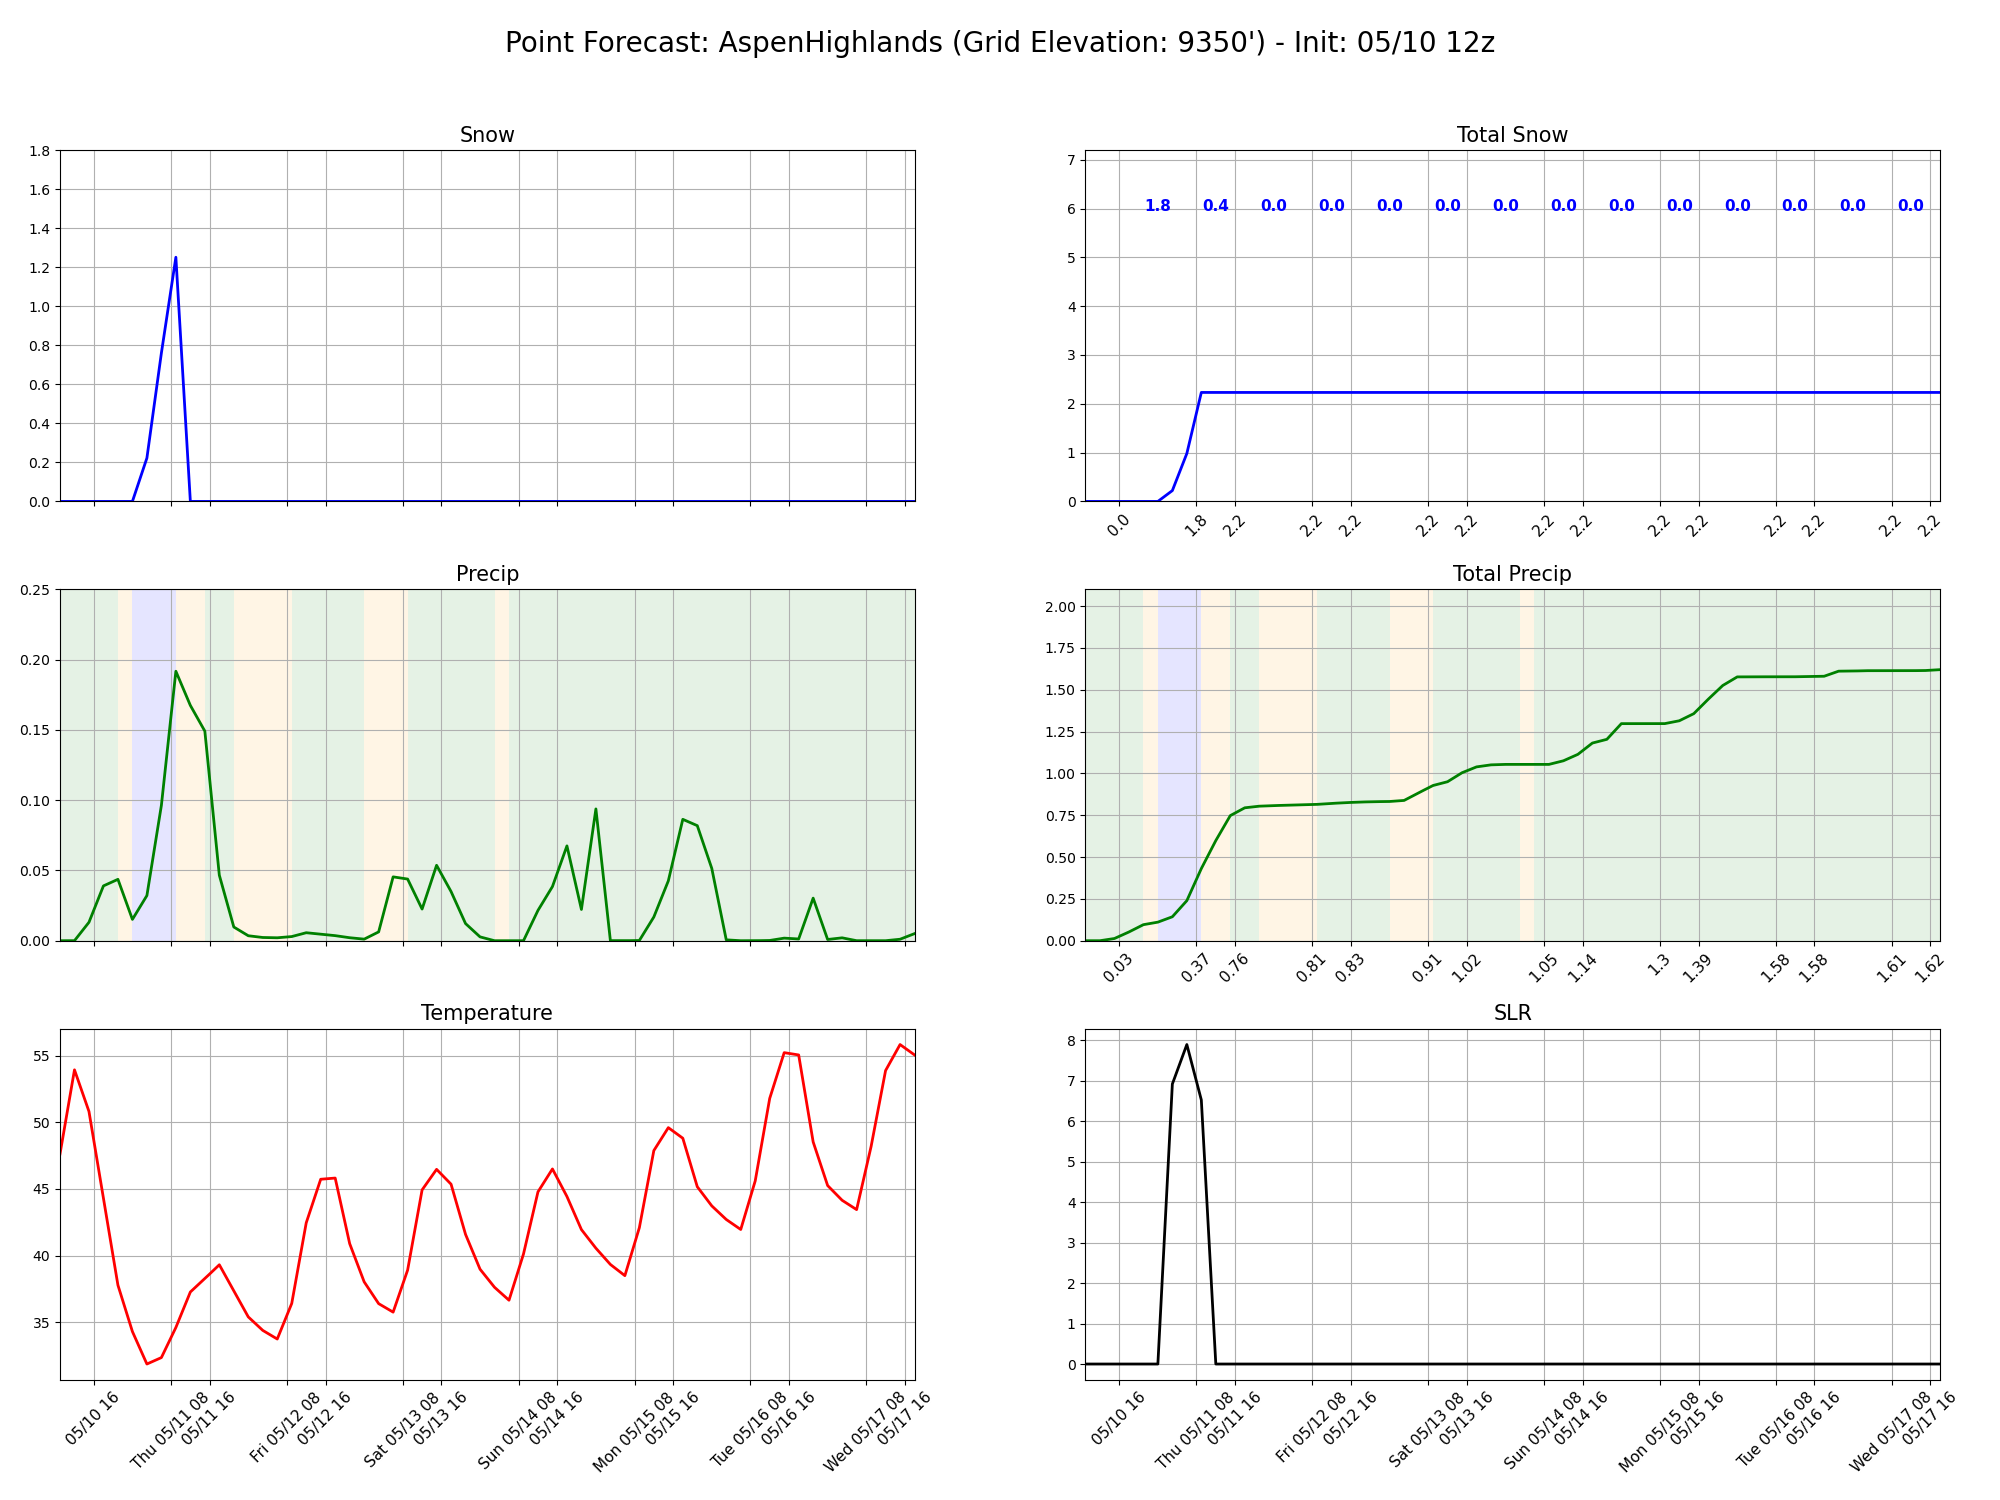 Point Forecast: AspenHighlands (Grid Elevation: 9350') - Init: 05/10 12z
Snow
1.8
1.6
1.4
1.2
1.0
0.8
0.6
0.4
0.2
0.0
Total Snow
7
6
5
4
3
2
1
0
1.8 0.4 0.0 0.0 0.0 0.0 0.0 0.0 0.0 0.0 0.0 0.0 0.0 0.0
0.0 1.8 2.2 2.2 2.2 2.2 2.2 2.2 2.2 2.2 2.2 2.2 2.2 2.2 2.2
Precip
0.25
0.20
0.15
0.10
0.05
0.00
Total Precip
2.00
1.75
1.50
1.25
1.00
0.75
0.50
0.25
0.00
0.03 0.37 0.76 0.81 0.83 0.91 1.02 1.05 1.14 1.3 1.39 1.58 1.58 1.61 1.62
Temperature
55
50
45
40
35
05/10 16
Thu 05/11 08
05/11 16
Fri 05/12 08
05/12 16
Sat 05/13 08
05/13 16
Sun 05/14 08
05/14 16
Mon 05/15 08
05/15 16
Tue 05/16 08
05/16 16
Wed 05/17 08
05/17 16
SLR
8
7
6
5
4
3
2
1
0
05/10 16
Thu 05/11 08
05/11 16
Fri 05/12 08
05/12 16
Sat 05/13 08
05/13 16
Sun 05/14 08
05/14 16
Mon 05/15 08
05/15 16
Tue 05/16 08
05/16 16
Wed 05/17 08
05/17 16